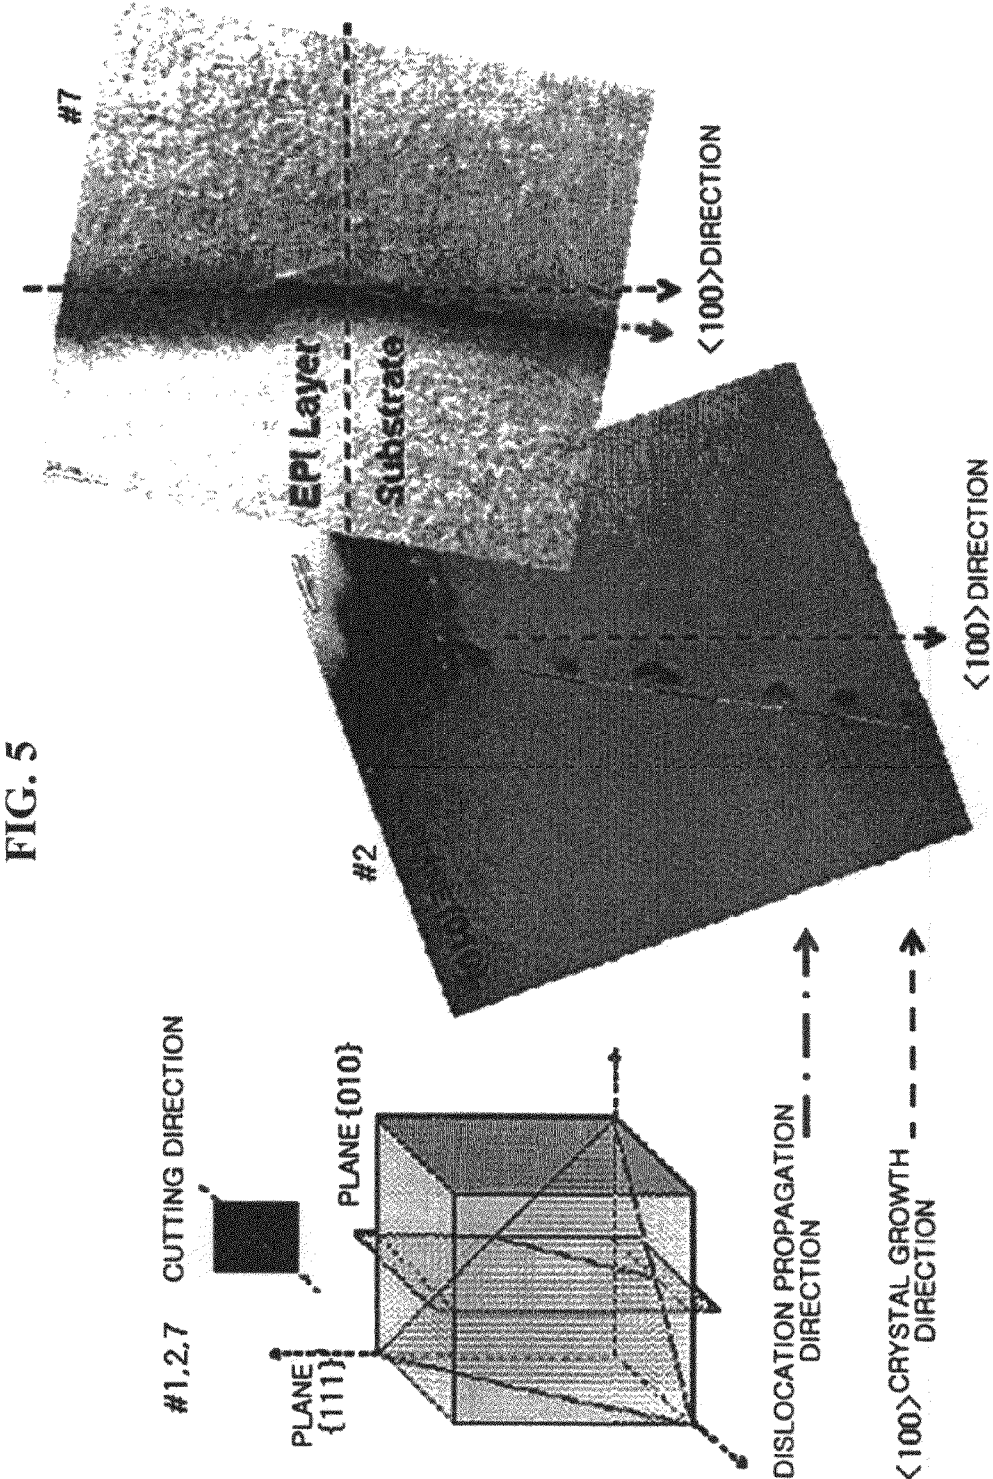 FIG. 5
#1,2,7
CUTTING DIRECTION
PLANE
{111}
PLANE{010}
DISLOCATION PROPAGATION
DIRECTION
<100>CRYSTAL GROWTH
DIRECTION
#2
<100>DIRECTION
#7
EPI Layer
Substrate
<100>DIRECTION